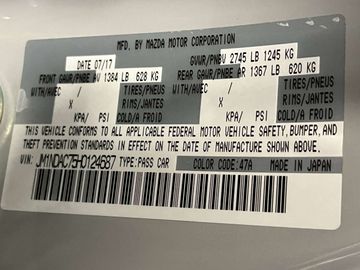 MFD. BY MAZDA MOTOR CORPORATION
DATE 07/17 GVWR/PNBV 2745 LB 1245 KG
FRONT GAWR/PNBE AV 1384 LB 628 KG REAR GAWR/PNBE AR 1367 LB 620 KG
WITH/AVEC / TIRES/PNEUS WITH/AVEC / TIRES/PNEUS
X RIMS/JANTES X RIMS/JANTES
/ KPA/ PSI COLD/A FROID / KPA/ PSI COLD/A FROID
THIS VEHICLE CONFORMS TO ALL APPLICABLE FEDERAL MOTOR VEHICLE SAFETY, BUMPER, AND
THEFT PREVENTION STANDARDS IN EFFECT ON THE DATE OF MANUFACTURE SHOWN ABOVE.
VIN: JM1NDAC75H0124687 TYPE: PASS CAR COLOR CODE: 47A MADE IN JAPAN